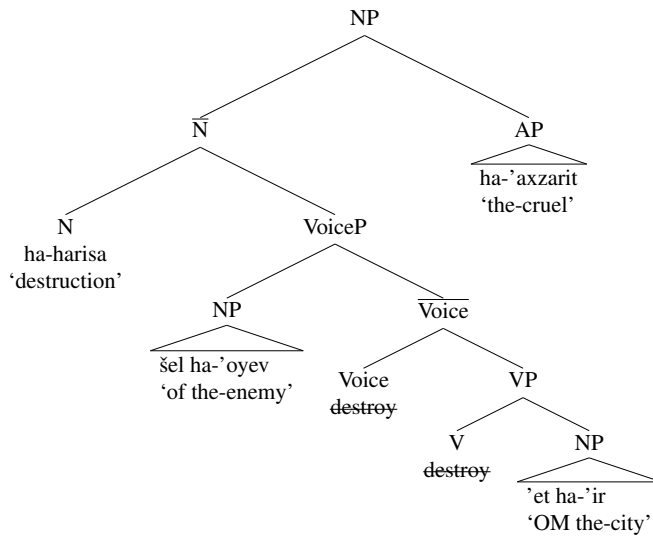 NP
N̅
AP
ha-’axzarit
‘the-cruel’
N
ha-harisa
‘destruction’
VoiceP
NP
šel ha-’oyev
‘of the-enemy’
V̅o̅i̅c̅e̅
Voice
destroy
VP
V
destroy
NP
’et ha-’ir
‘OM the-city’